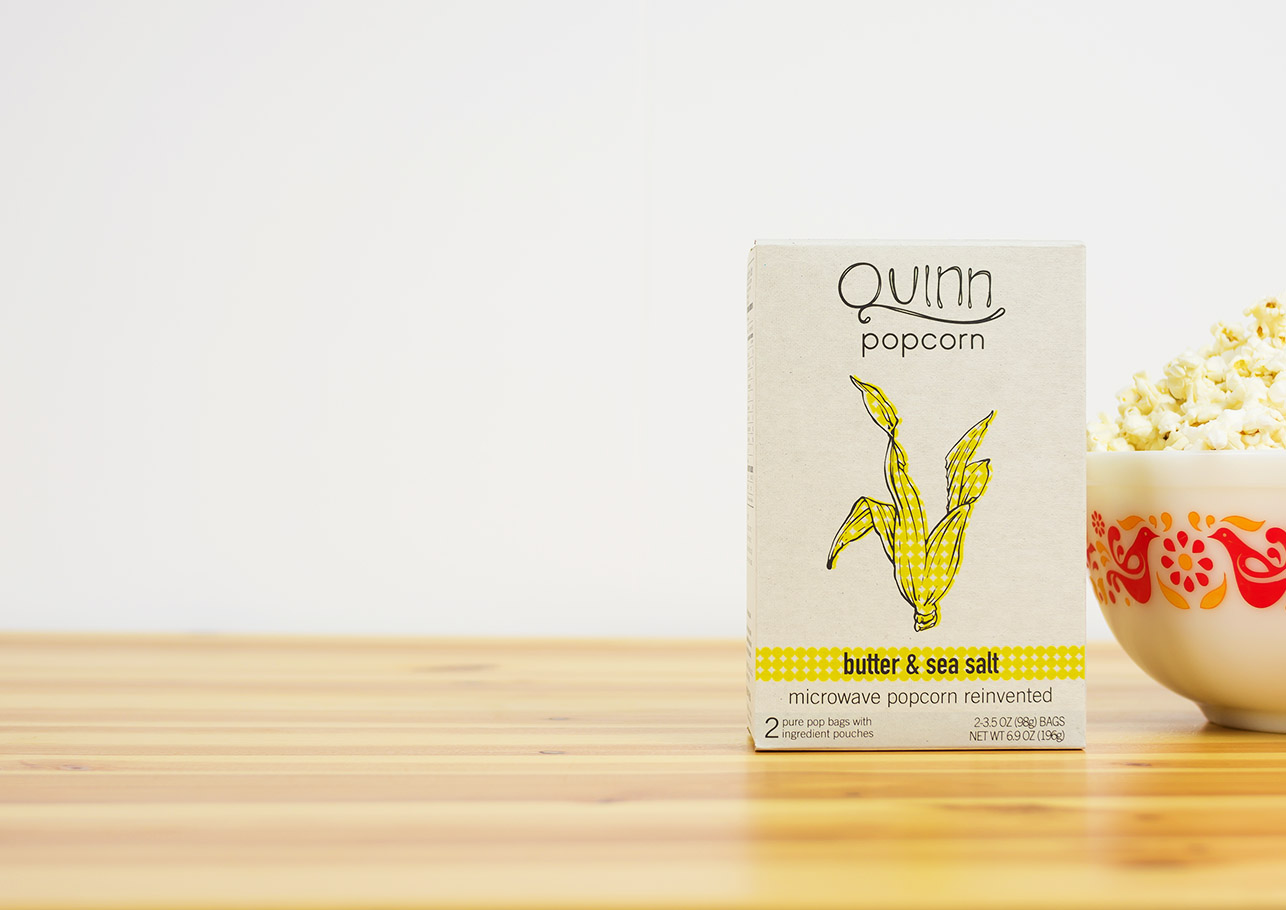 Quinn
popcorn
butter & sea salt
microwave popcorn reinvented
2 pure pop bags with
ingredient pouches
2-3.5 OZ (98g) BAGS
NET WT 6.9 OZ (196g)